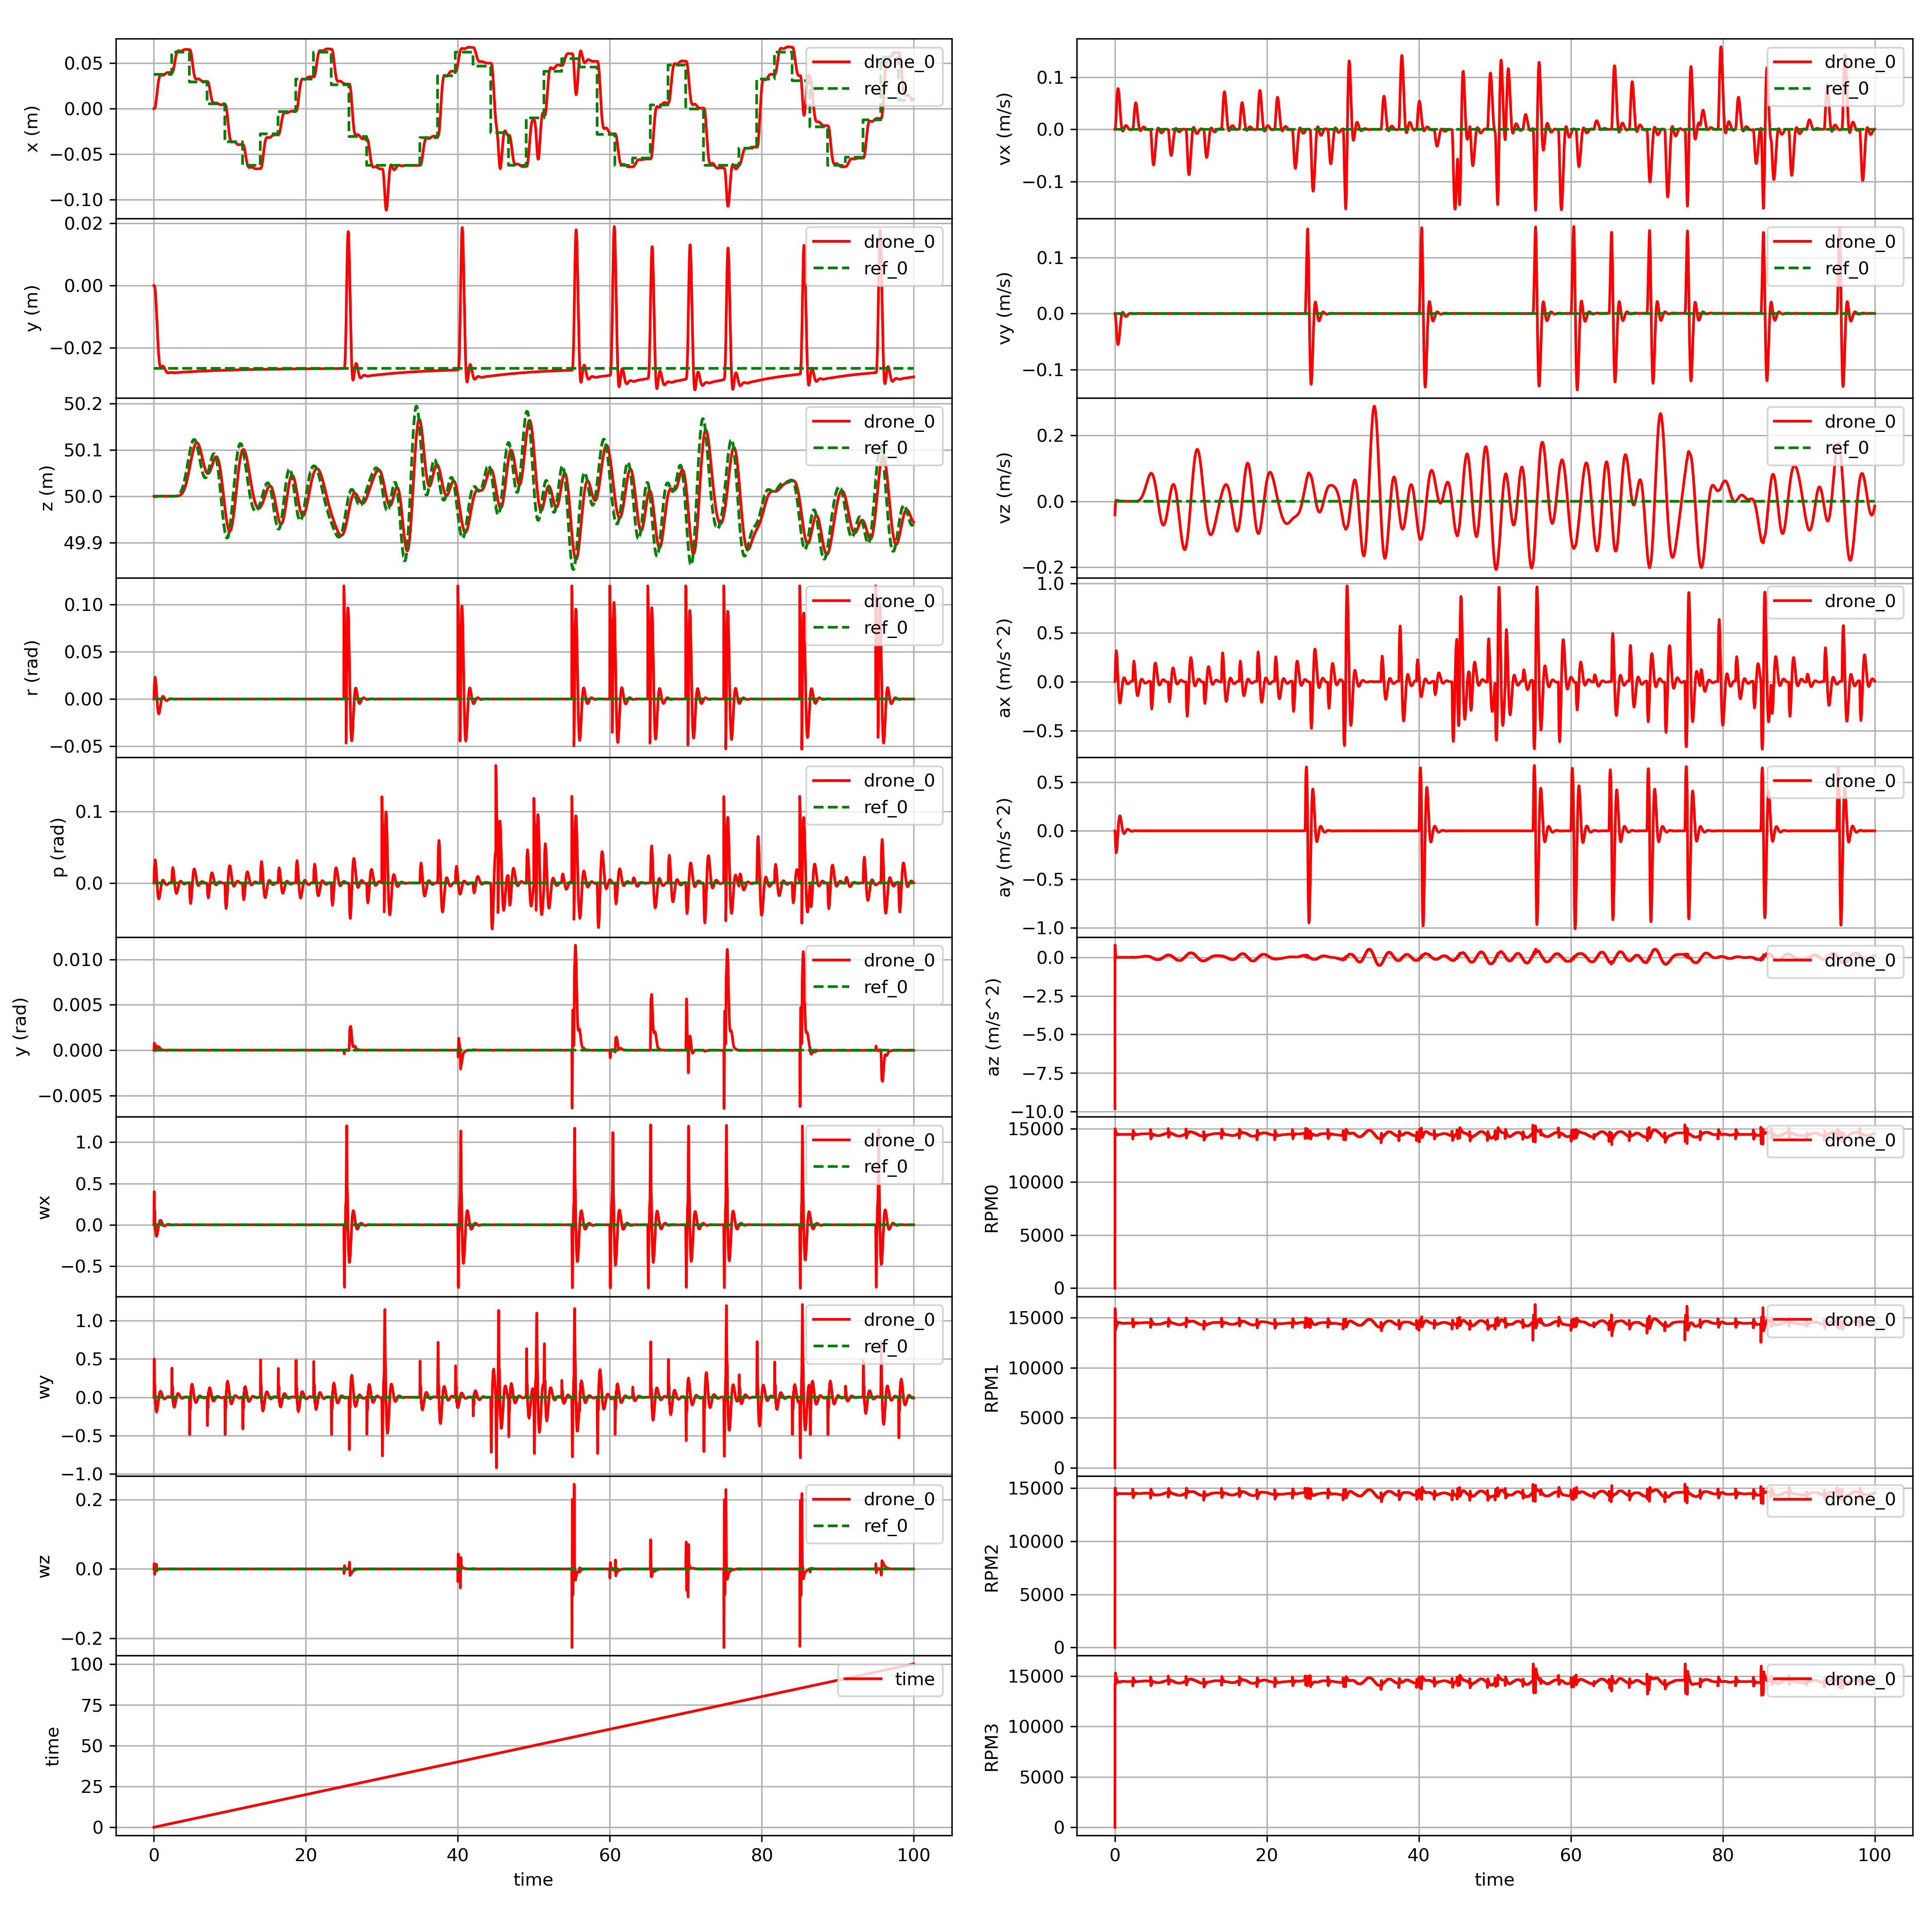 0.05
0.00
−0.05
−0.10
x (m)
drone_0
ref_0
0.02
0.00
−0.02
y (m)
drone_0
ref_0
50.2
50.1
50.0
49.9
z (m)
drone_0
ref_0
0.10
0.05
0.00
−0.05
r (rad)
drone_0
ref_0
0.1
0.0
p (rad)
drone_0
ref_0
0.010
0.005
0.000
−0.005
y (rad)
drone_0
ref_0
1.0
0.5
0.0
−0.5
wx
drone_0
ref_0
1.0
0.5
0.0
−0.5
−1.0
wy
drone_0
ref_0
0.2
0.0
−0.2
wz
drone_0
ref_0
100
75
50
25
0
time
time
0 20 40 60 80 100
time
0.1
0.0
−0.1
vx (m/s)
drone_0
ref_0
0.1
0.0
−0.1
vy (m/s)
drone_0
ref_0
0.2
0.0
−0.2
vz (m/s)
drone_0
ref_0
1.0
0.5
0.0
−0.5
ax (m/s^2)
drone_0
0.5
0.0
−0.5
−1.0
ay (m/s^2)
drone_0
0.0
−2.5
−5.0
−7.5
−10.0
az (m/s^2)
drone_0
15000
10000
5000
0
RPM0
drone_0
15000
10000
5000
0
RPM1
drone_0
15000
10000
5000
0
RPM2
drone_0
15000
10000
5000
0
RPM3
drone_0
0 20 40 60 80 100
time